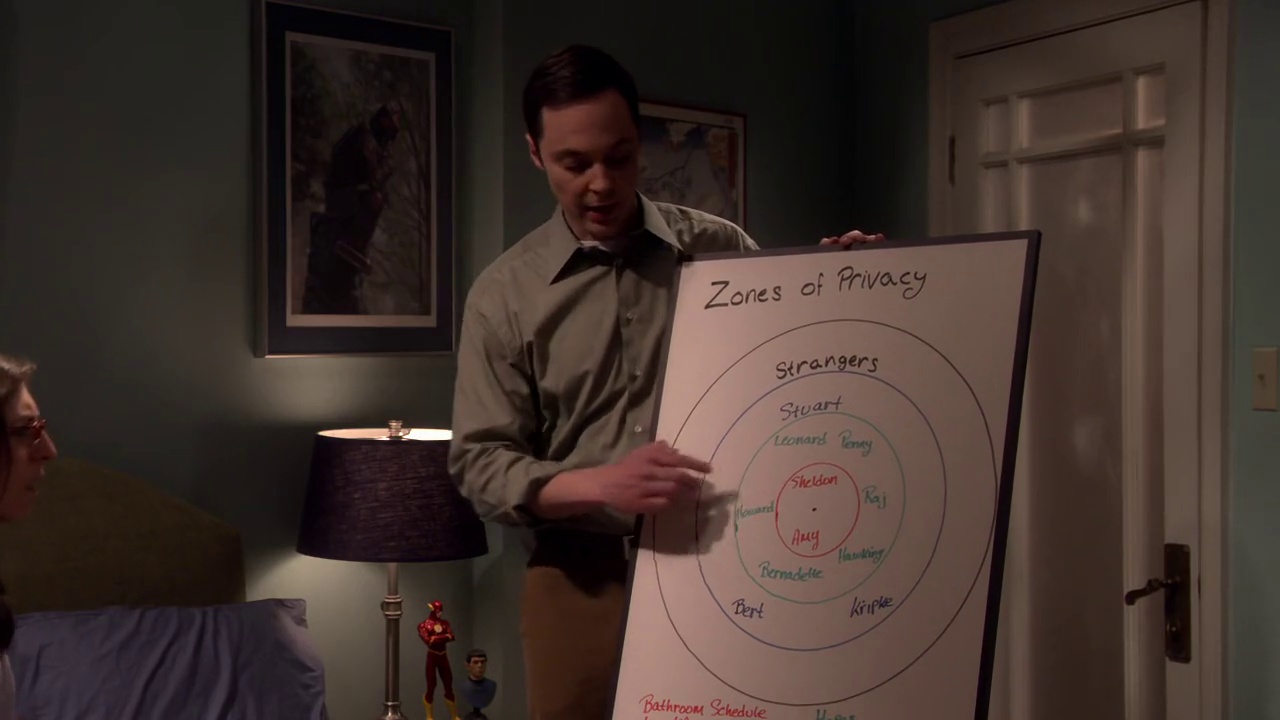 Zones of Privacy
Strangers
Stuart
Leonard Penny
Sheldon
Howard
Raj
Amy
Hawking
Bernadette
Bert
Kripke
Bathroom Schedule